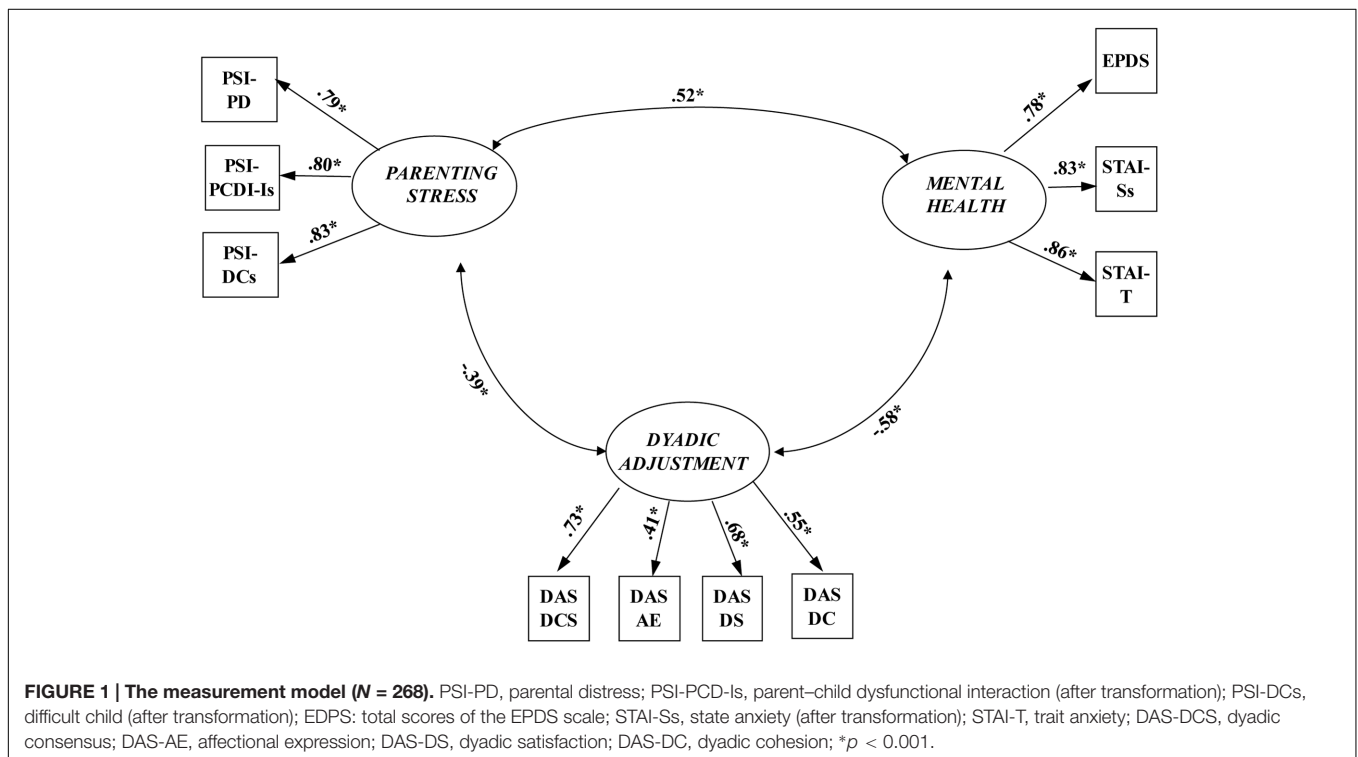 PSI-
PD
.79*
PSI-
PCDI-Is
.80*
PSI-
DCs
.83*
PARENTING
STRESS
.52*
MENTAL
HEALTH
EPDS
.78*
STAI-
Ss
.83*
STAI-
T
.86*
-.39*
-.58*
DYADIC
ADJUSTMENT
.73*
.41*
.68*
.55*
DAS
DCS
DAS
AE
DAS
DS
DAS
DC
FIGURE 1 | The measurement model (N = 268). PSI-PD, parental distress; PSI-PCD-Is, parent–child dysfunctional interaction (after transformation); PSI-DCs,
difficult child (after transformation); EDPS: total scores of the EPDS scale; STAI-Ss, state anxiety (after transformation); STAI-T, trait anxiety; DAS-DCS, dyadic
consensus; DAS-AE, affectional expression; DAS-DS, dyadic satisfaction; DAS-DC, dyadic cohesion; *p < 0.001.